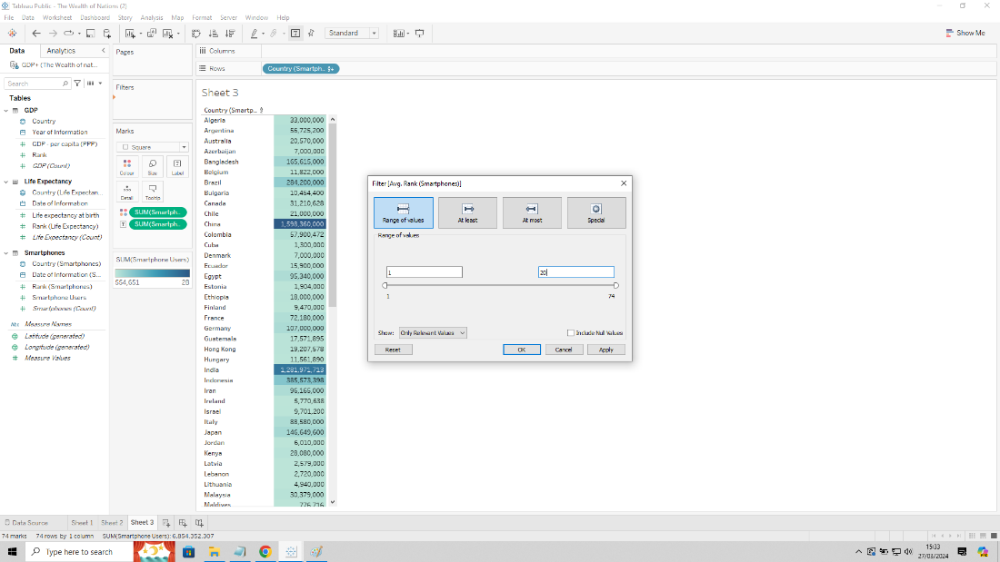 Tableau Public - The Wealth of Nations (2)
File Data Worksheet Dashboard Story Analysis Map Format Server Window Help
Standard
Show Me
Data Analytics
GDP+ (The Wealth of nat...
Search
Tables
GDP
Country
Year of Information
GDP - per capita (PPP)
Rank
GDP (Count)
Life Expectancy
Country (Life Expectan...
Date of Information
Life expectancy at birth
Rank (Life Expectancy)
Life Expectancy (Count)
Smartphones
Country (Smartphones)
Date of Information (S...
Rank (Smartphones)
Smartphone Users
Smartphones (Count)
Abc Measure Names
Latitude (generated)
Longitude (generated)
Measure Values
Pages
Filters
Marks
Square
Colour Size Label
Detail Tooltip
SUM(Smartph..
SUM(Smartph..
SUM(Smartphone Users)
554,651 2B
Columns
Rows Country (Smartph..
Sheet 3
Country (Smartp..
Algeria 33,000,000
Argentina 56,725,200
Australia 20,570,000
Azerbaijan 7,000,000
Bangladesh 165,615,000
Belgium 11,822,000
Brazil 284,200,000
Bulgaria 10,454,400
Canada 31,210,628
Chile 21,000,000
China 1,598,360,000
Colombia 57,900,472
Cuba 1,300,000
Denmark 7,000,000
Ecuador 15,900,000
Egypt 95,340,000
Estonia 1,904,000
Ethiopia 18,000,000
Finland 9,470,000
France 72,180,000
Germany 107,000,000
Guatemala 17,571,895
Hong Kong 19,207,578
Hungary 11,561,890
India 1,281,971,713
Indonesia 385,573,398
Iran 96,165,000
Ireland 5,770,638
Israel 9,701,200
Italy 88,580,000
Japan 146,649,600
Jordan 6,010,000
Kenya 28,080,000
Latvia 2,579,000
Lebanon 2,720,000
Lithuania 4,940,000
Malaysia 30,379,000
Maldives 776,716
Filter [Avg. Rank (Smartphones)]
Range of values At least At most Special
Range of values
1 20
1 74
Show: Only Relevant Values Include Null Values
Reset OK Cancel Apply
Data Source Sheet 1 Sheet 2 Sheet 3
74 marks 74 rows by 1 column SUM(Smartphone Users): 6,854,352,307
Type here to search
15:33
27/03/2024